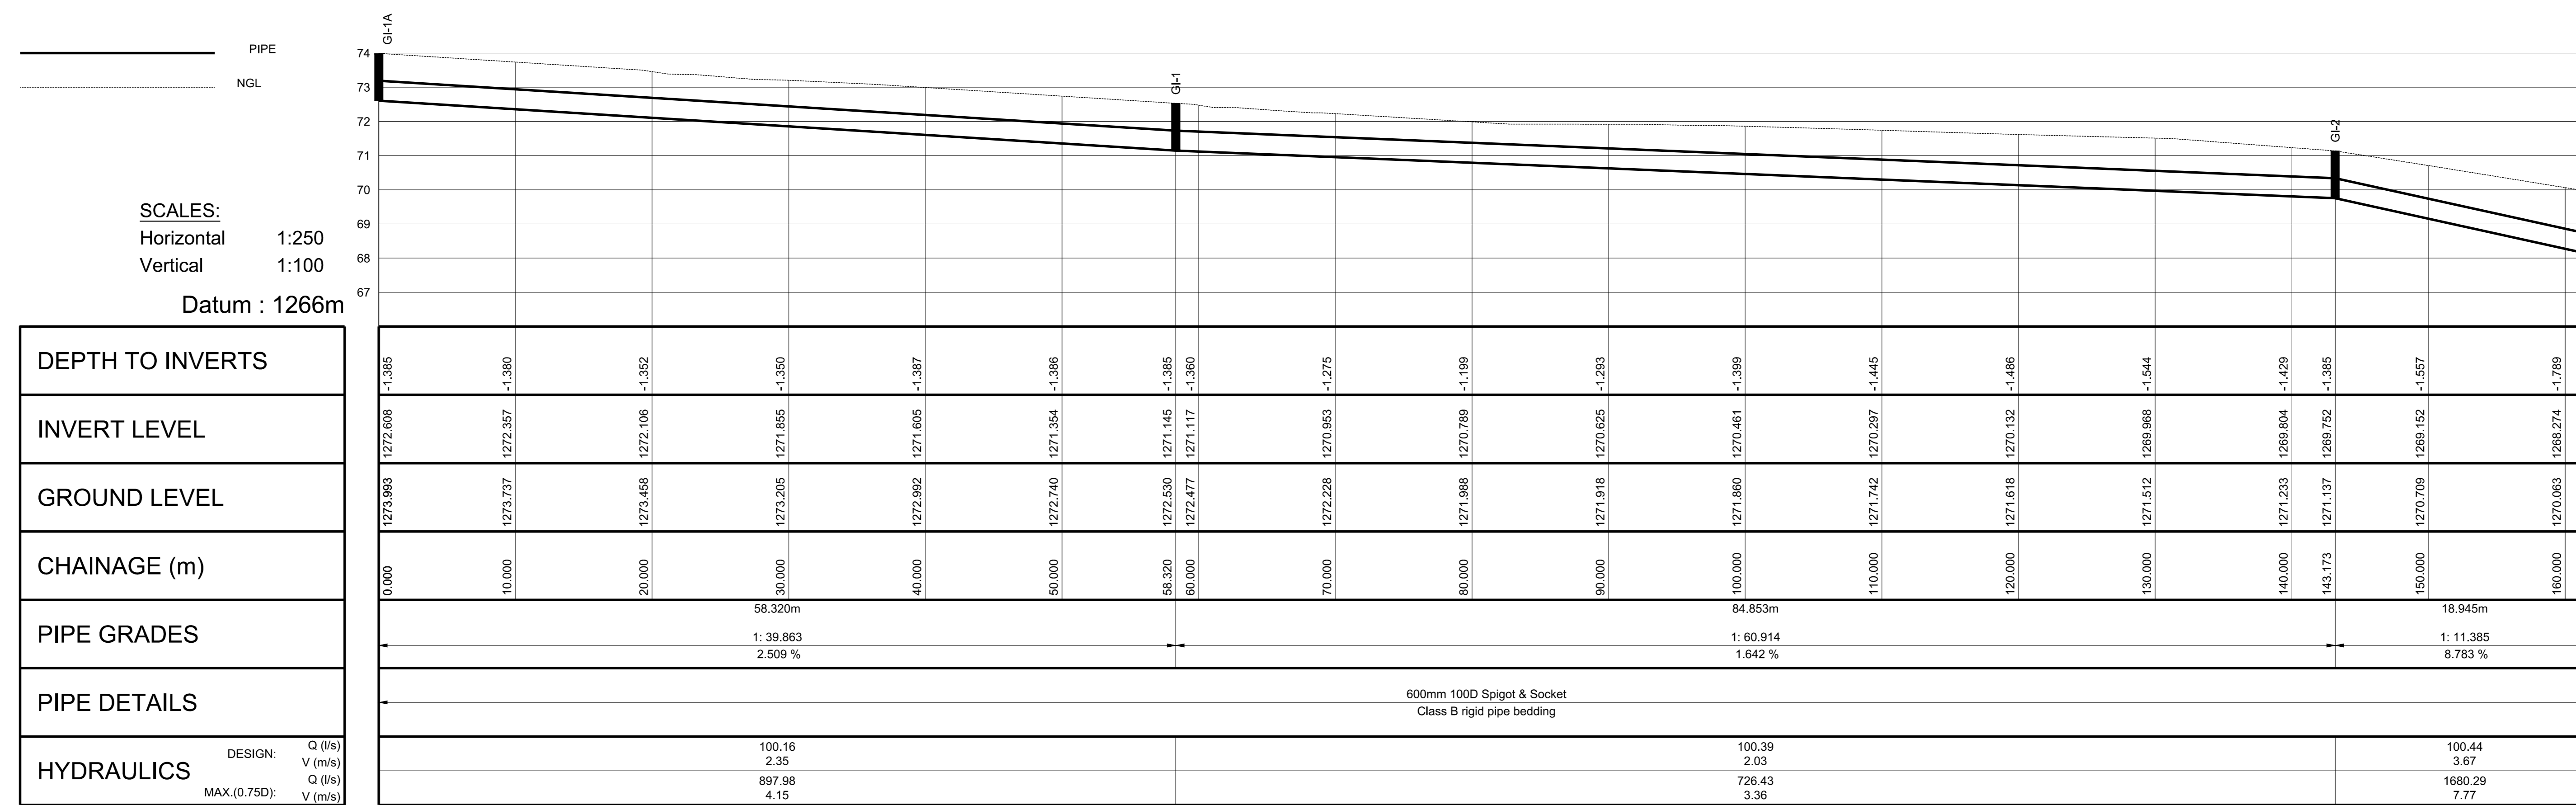 GI-1A
PIPE
74
NGL
73
GI-1
72
GI-2
71
70
SCALES:
69
Horizontal 1:250
68
Vertical 1:100
67
Datum : 1266m
DEPTH TO INVERTS -1.385 -1.380 -1.352 -1.350 -1.387 -1.386 -1.385 -1.360 -1.275 -1.199 -1.293 -1.399 -1.445 -1.486 -1.544 -1.429 -1.385 -1.557 -1.789
INVERT LEVEL 1272.608 1272.357 1272.106 1271.855 1271.605 1271.354 1271.145 1271.117 1270.953 1270.789 1270.625 1270.461 1270.297 1270.132 1269.968 1269.804 1269.752 1269.152 1268.274
GROUND LEVEL 1273.993 1273.737 1273.458 1273.205 1272.992 1272.740 1272.530 1272.477 1272.228 1271.988 1271.918 1271.860 1271.742 1271.618 1271.512 1271.233 1271.137 1270.709 1270.063
CHAINAGE (m) 0.000 10.000 20.000 30.000 40.000 50.000 58.320 60.000 70.000 80.000 90.000 100.000 110.000 120.000 130.000 140.000 143.173 150.000 160.000
58.320m 84.853m 18.945m
PIPE GRADES 1: 39.863 1: 60.914 1: 11.385
2.509 % 1.642 % 8.783 %
PIPE DETAILS
600mm 100D Spigot & Socket
Class B rigid pipe bedding
HYDRAULICS
DESIGN: Q (l/s) 100.16 100.39 100.44
V (m/s) 2.35 2.03 3.67
MAX.(0.75D): Q (l/s) 897.98 726.43 1680.29
V (m/s) 4.15 3.36 7.77